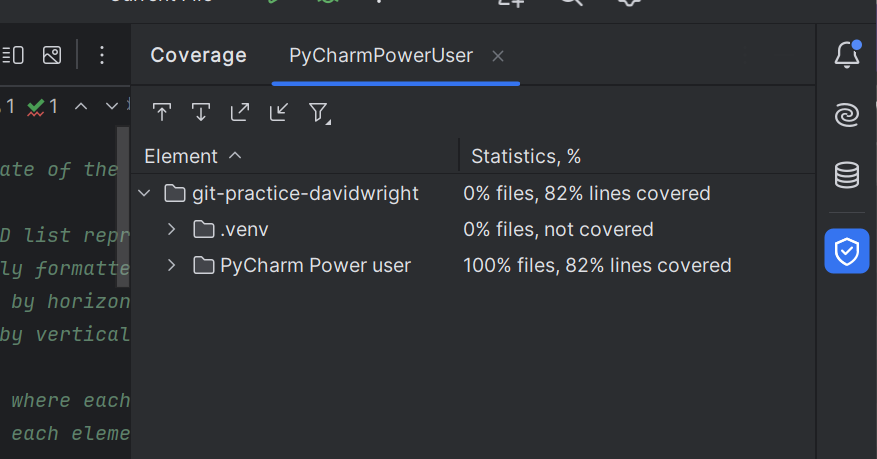 Coverage PyCharmPowerUser
1 1
Element Statistics, %
git-practice-davidwright 0% files, 82% lines covered
.venv 0% files, not covered
PyCharm Power user 100% files, 82% lines covered
ate of the
D list repr
ly formatte
by horizon
by vertical
where each
each eleme